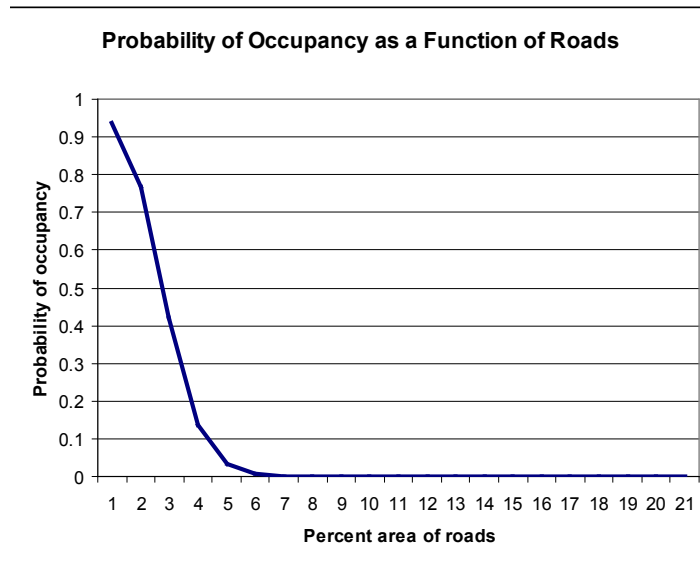 Probability of Occupancy as a Function of Roads
1
0.9
0.8
0.7
0.6
0.5
0.4
0.3
0.2
0.1
0
Probability of occupancy
1 2 3 4 5 6 7 8 9 10 11 12 13 14 15 16 17 18 19 20 21
Percent area of roads